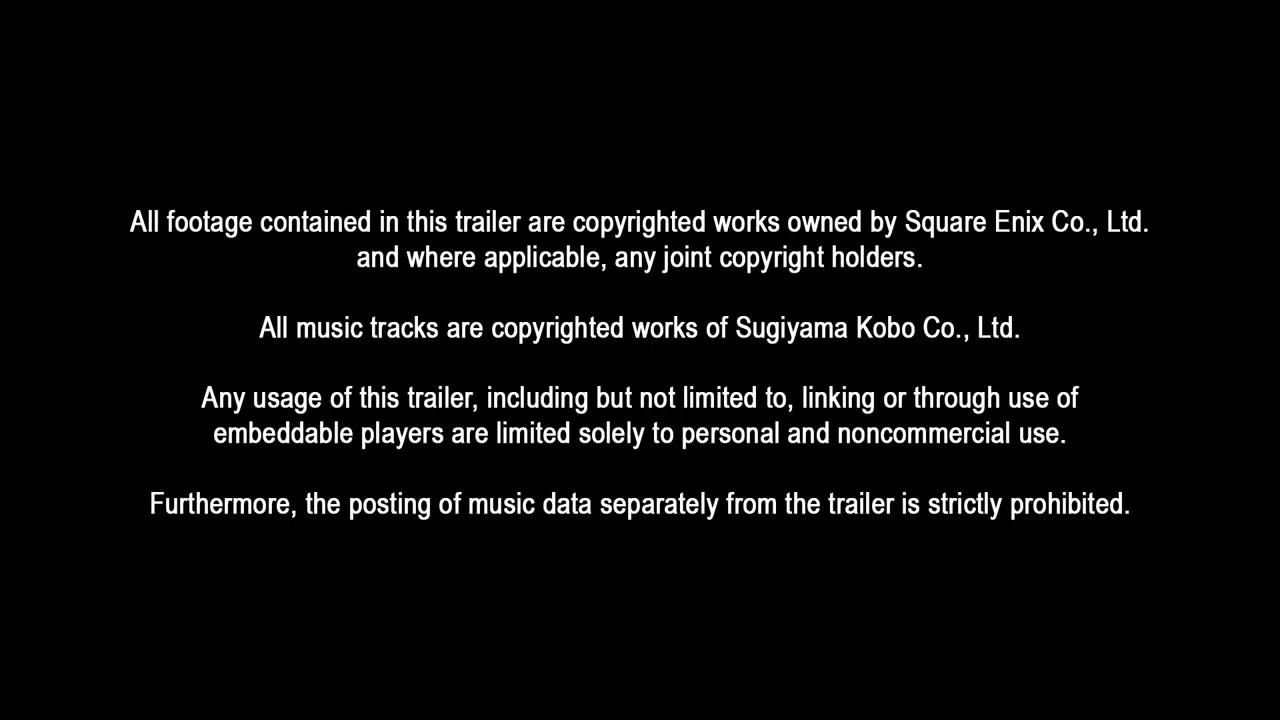 All footage contained in this trailer are copyrighted works owned by Square Enix Co., Ltd.
and where applicable, any joint copyright holders.
All music tracks are copyrighted works of Sugiyama Kobo Co., Ltd.
Any usage of this trailer, including but not limited to, linking or through use of
embeddable players are limited solely to personal and noncommercial use.
Furthermore, the posting of music data separately from the trailer is strictly prohibited.